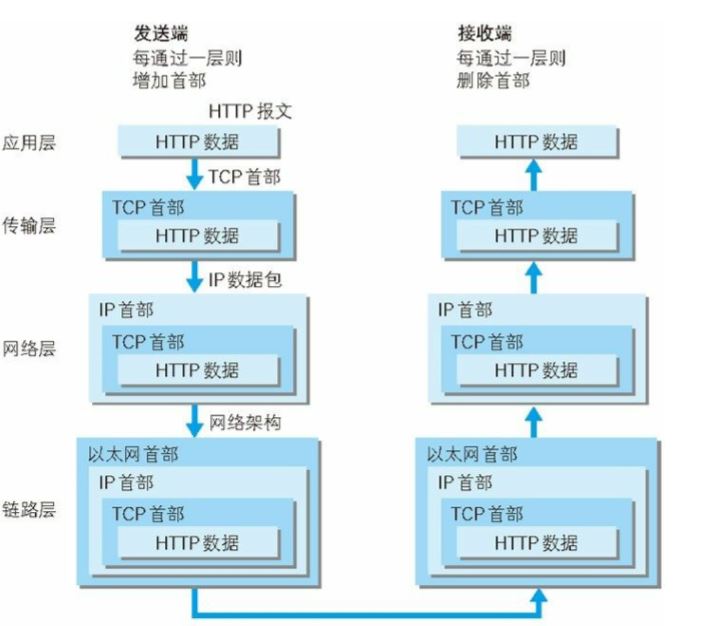 发送端
每通过一层则
增加首部
接收端
每通过一层则
删除首部
HTTP 报文
应用层
HTTP 数据
HTTP 数据
TCP 首部
传输层
TCP 首部
HTTP 数据
TCP 首部
HTTP 数据
IP 数据包
网络层
IP 首部
TCP 首部
HTTP 数据
IP 首部
TCP 首部
HTTP 数据
网络架构
链路层
以太网首部
IP 首部
TCP 首部
HTTP 数据
以太网首部
IP 首部
TCP 首部
HTTP 数据